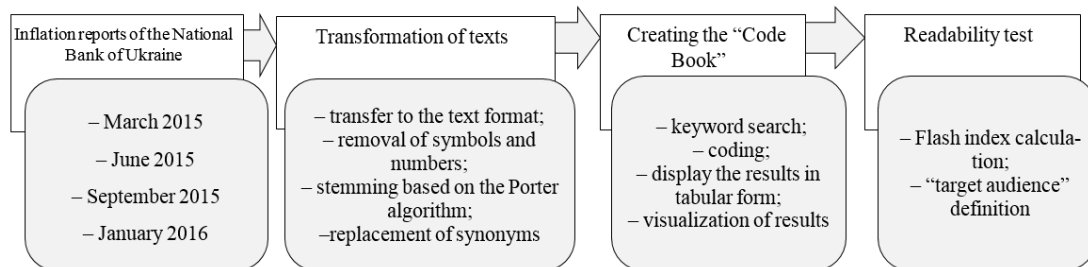 Inflation reports of the National
Bank of Ukraine
– March 2015
– June 2015
– September 2015
– January 2016
Transformation of texts
– transfer to the text format;
– removal of symbols and
numbers;
– stemming based on the Porter
algorithm;
–replacement of synonyms
Creating the “Code
Book”
– keyword search;
– coding;
– display the results in
tabular form;
– visualization of results
Readability test
– Flash index calcula-
tion;
– “target audience”
definition